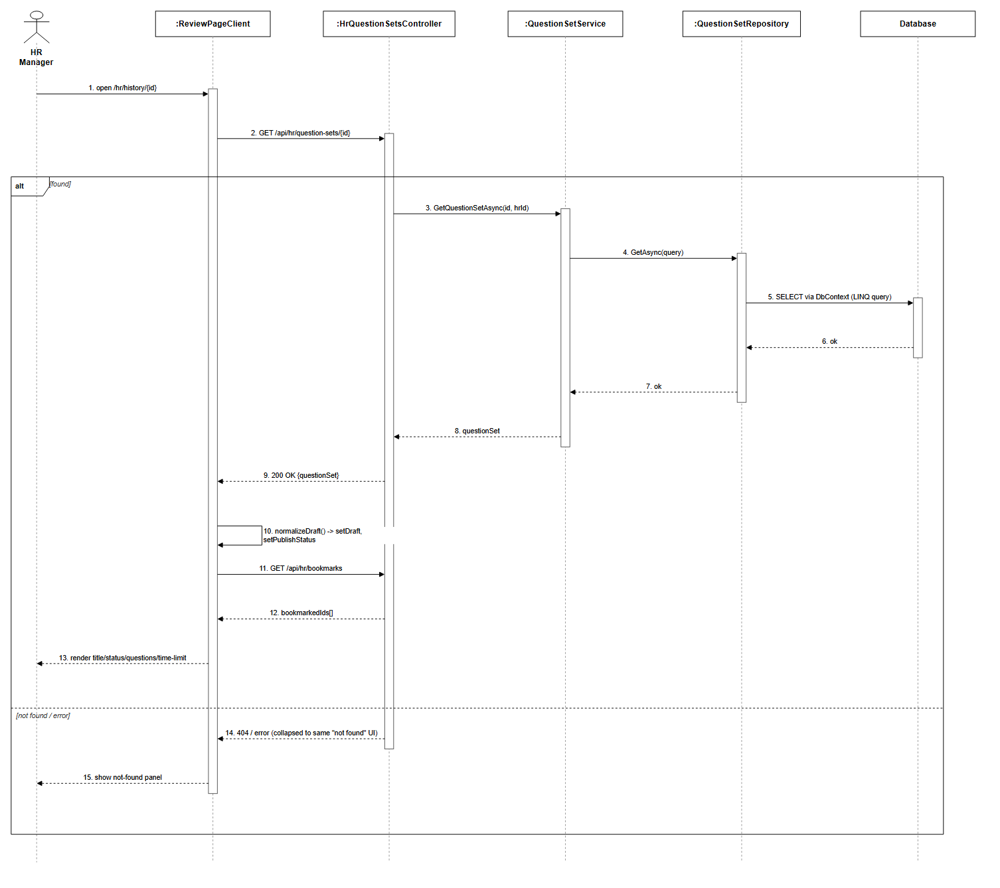 HR
Manager
:ReviewPageClient
:HrQuestionSetsController
:QuestionSetService
:QuestionSetRepository
Database
1. open /hr/history/{id}
2. GET /api/hr/question-sets/{id}
alt
[found]
3. GetQuestionSetAsync(id, hrId)
4. GetAsync(query)
5. SELECT via DbContext (LINQ query)
6. ok
7. ok
8. questionSet
9. 200 OK {questionSet}
10. normalizeDraft() -> setDraft,
setPublishStatus
11. GET /api/hr/bookmarks
12. bookmarkedIds[]
13. render title/status/questions/time-limit
[not found / error]
14. 404 / error (collapsed to same "not found" UI)
15. show not-found panel